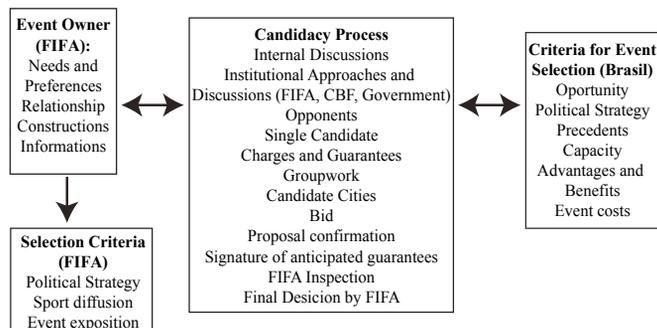 Event Owner
(FIFA):
Needs and
Preferences
Relationship
Constructions
Informations
Selection Criteria
(FIFA)
Political Strategy
Sport diffusion
Event exposition
Candidacy Process
Internal Discussions
Institutional Approaches and
Discussions (FIFA, CBF, Government)
Opponents
Single Candidate
Charges and Guarantees
Groupwork
Candidate Cities
Bid
Proposal confirmation
Signature of anticipated guarantees
FIFA Inspection
Final Desicion by FIFA
Criteria for Event
Selection (Brasil)
Oportunity
Political Strategy
Precedents
Capacity
Advantages and
Benefits
Event costs